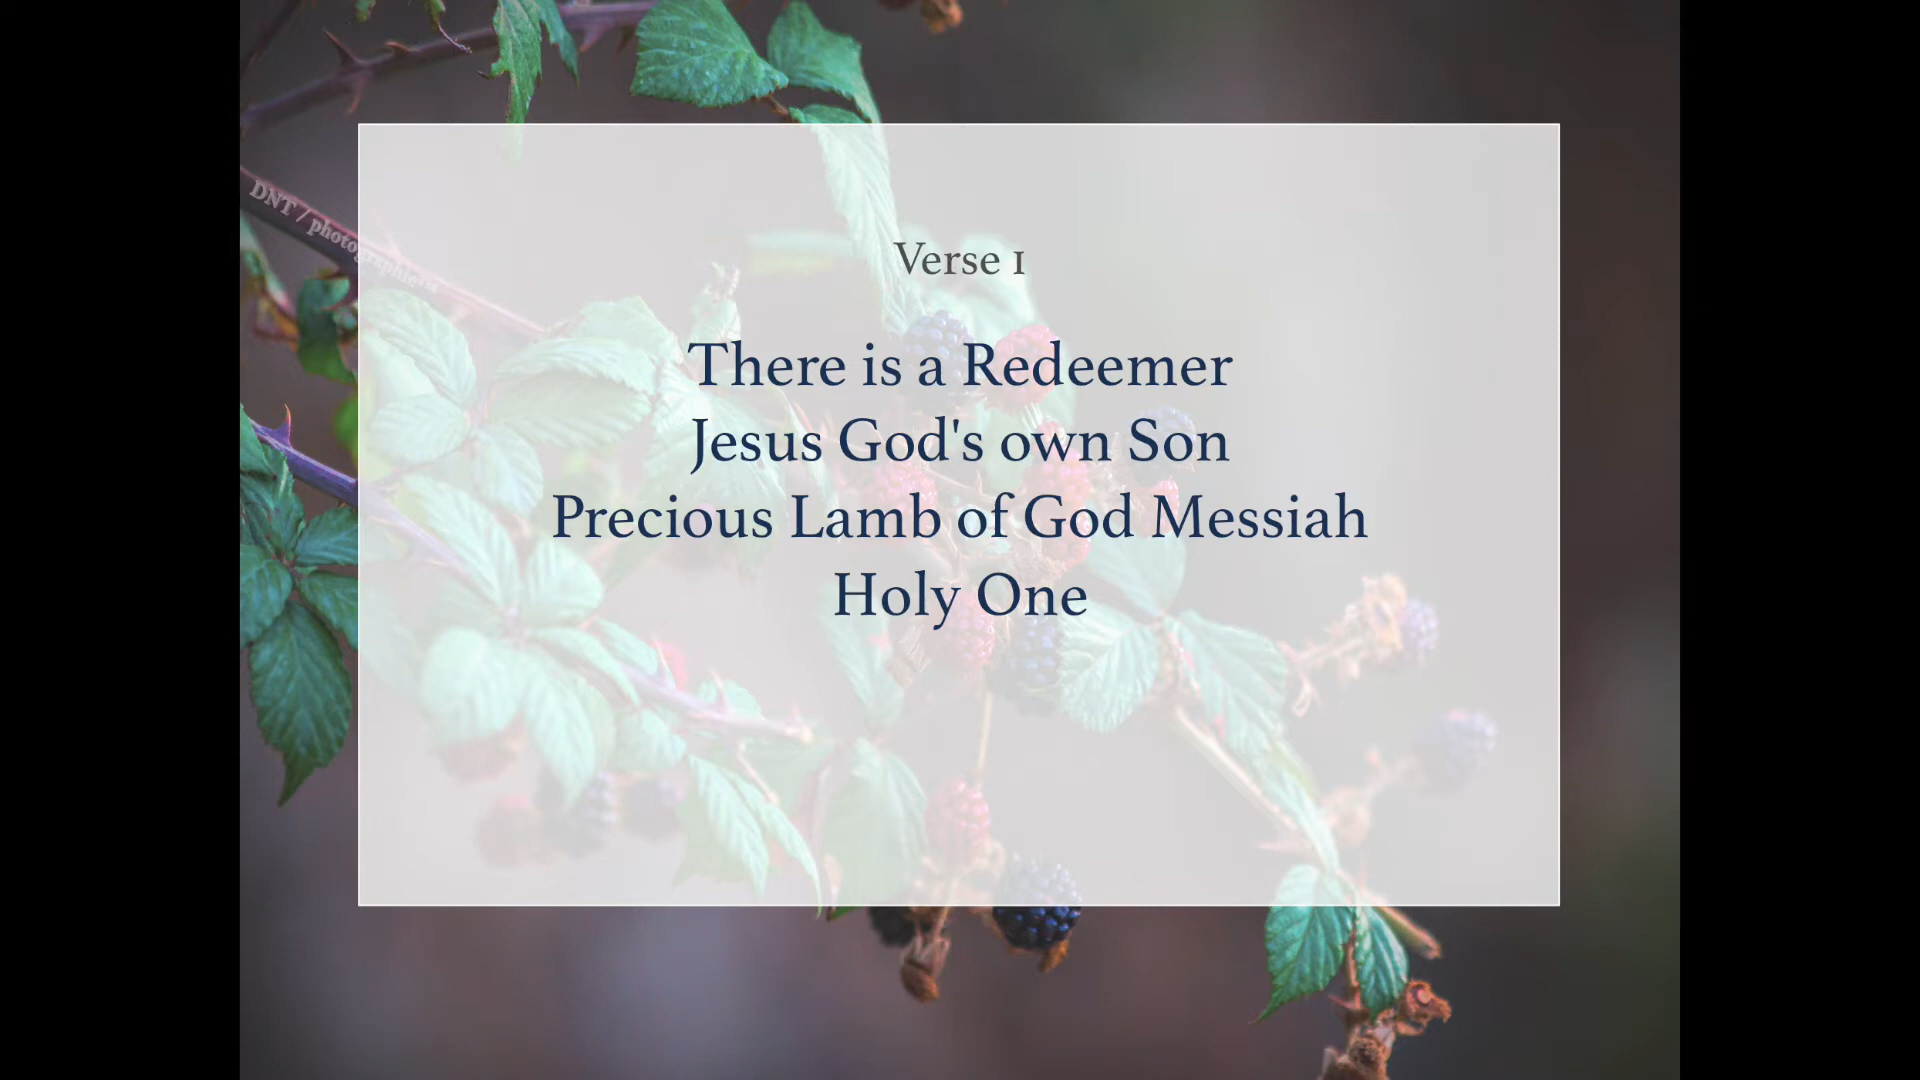 DNT / photographie
Verse 1
There is a Redeemer
Jesus God's own Son
Precious Lamb of God Messiah
Holy One